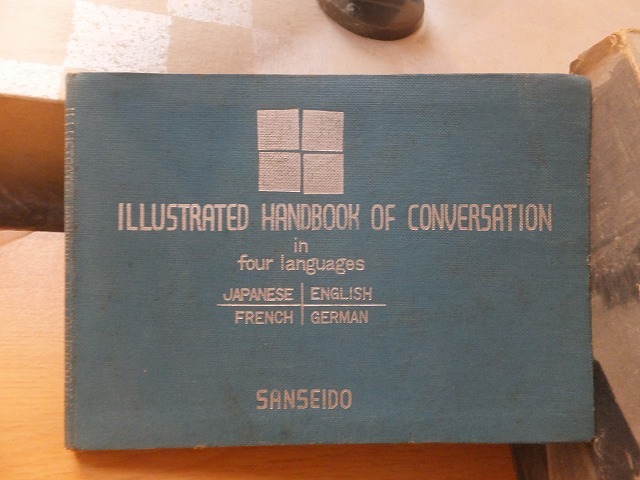 ILLUSTRATED HANDBOOK OF CONVERSATION
in
four languages
JAPANESE ENGLISH
FRENCH GERMAN
SANSEIDO